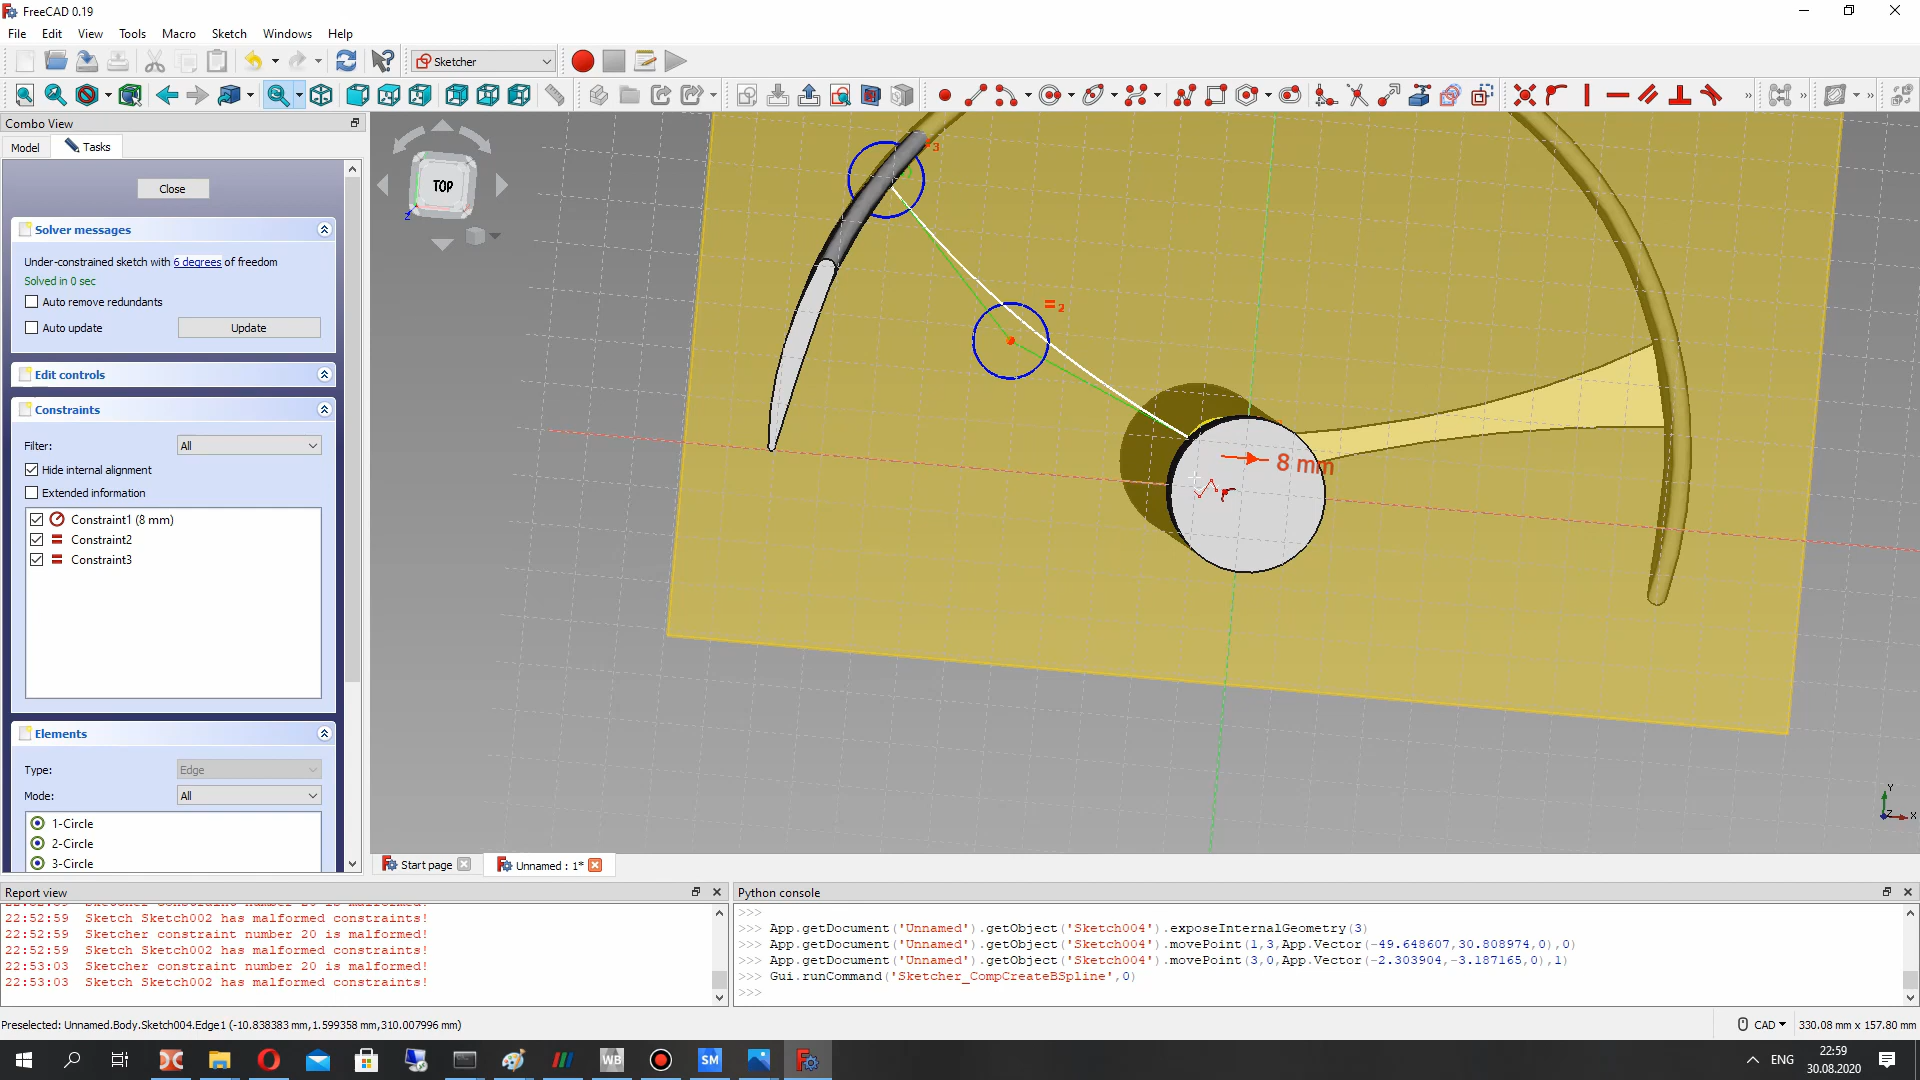 FreeCAD 0.19
File Edit View Tools Macro Sketch Windows Help
Sketcher
Combo View
Model Tasks
Close
Solver messages
Under-constrained sketch with 6 degrees of freedom
Solved in 0 sec
Auto remove redundants
Auto update Update
Edit controls
Constraints
Filter: All
Hide internal alignment
Extended information
Constraint1 (8 mm)
Constraint2
Constraint3
Elements
Type: Edge
Mode: All
1-Circle
2-Circle
3-Circle
TOP
Z
3
2
8 mm
Y
Z X
Start page Unnamed : 1*
Report view
22:52:59 Sketch Sketch002 has malformed constraints!
22:52:59 Sketcher constraint number 20 is malformed!
22:52:59 Sketch Sketch002 has malformed constraints!
22:53:03 Sketcher constraint number 20 is malformed!
22:53:03 Sketch Sketch002 has malformed constraints!
Python console
>>>
>>> App.getDocument('Unnamed').getObject('Sketch004').exposeInternalGeometry(3)
>>> App.getDocument('Unnamed').getObject('Sketch004').movePoint(1,3,App.Vector(-49.648607,30.808974,0),0)
>>> App.getDocument('Unnamed').getObject('Sketch004').movePoint(3,0,App.Vector(-2.303904,-3.187165,0),1)
>>> Gui.runCommand('Sketcher_CompCreateBSpline',0)
>>>
Preselected: Unnamed.Body.Sketch004.Edge1 (-10.838383 mm,1.599358 mm,310.007996 mm)
CAD 330.08 mm x 157.80 mm
WB
SM
ENG
22:59
30.08.2020